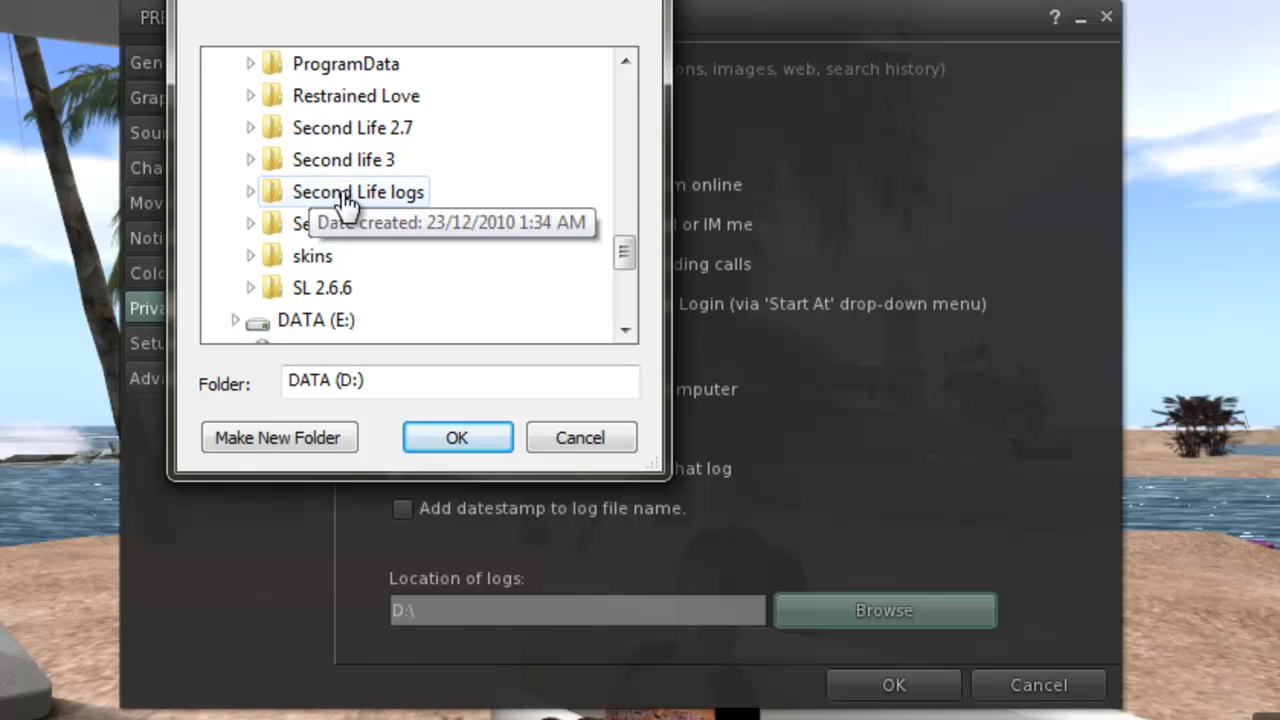 PRE
? _ ×
Gen
Grap
Sou
Cha
Mov
Noti
Colo
Priva
Setu
Adva
ProgramData
Restrained Love
Second Life 2.7
Second life 3
Second Life logs
Date created: 23/12/2010 1:34 AM
Se
skins
SL 2.6.6
DATA (E:)
Folder: DATA (D:)
Make New Folder OK Cancel
ons, images, web, search history)
m online
l or IM me
ding calls
Login (via 'Start At' drop-down menu)
mputer
hat log
Add datestamp to log file name.
Location of logs:
D:\ Browse
OK Cancel